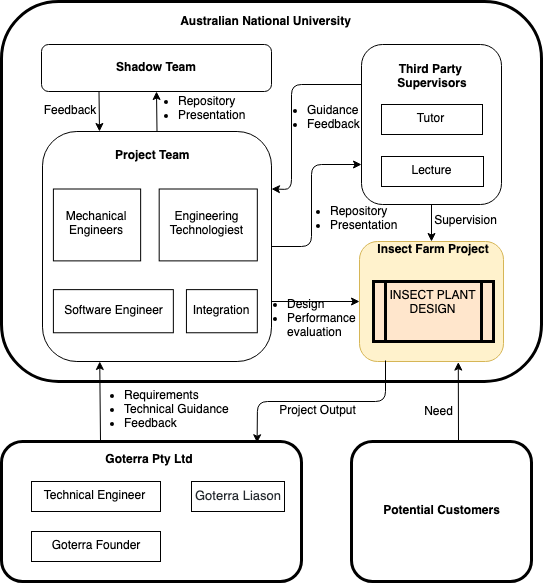 Australian National University
Shadow Team
Third Party
Supervisors
Tutor
Lecture
Feedback
• Repository
• Presentation
• Guidance
• Feedback
Project Team
Mechanical
Engineers
Engineering
Technologiest
Software Engineer
Integration
• Repository
• Presentation
Supervision
Insect Farm Project
INSECT PLANT
DESIGN
• Design
• Performance
evaluation
• Requirements
• Technical Guidance
• Feedback
Project Output
Need
Goterra Pty Ltd
Technical Engineer
Goterra Liason
Goterra Founder
Potential Customers